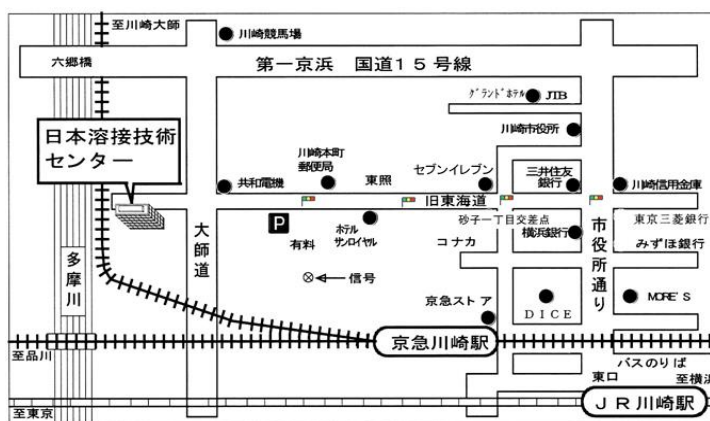 至川崎大師
川崎競馬場
六郷橋
第一京浜 国道15号線
グランドホテル JTB
川崎市役所
日本溶接技術
センター
川崎本町
郵便局
東照
セブンイレブン
三井住友
銀行
共和電機
川崎信用金庫
旧東海道
P
有料
ホテル
サンロイヤル
砂子一丁目交差点
コナカ
横浜銀行
東京三菱銀行
みずほ銀行
大師道
市役所通り
多摩川
信号
京急ストア
DICE
MORE'S
京急川崎駅
至品川
バスのりば
東口
至横浜
JR川崎駅
至東京